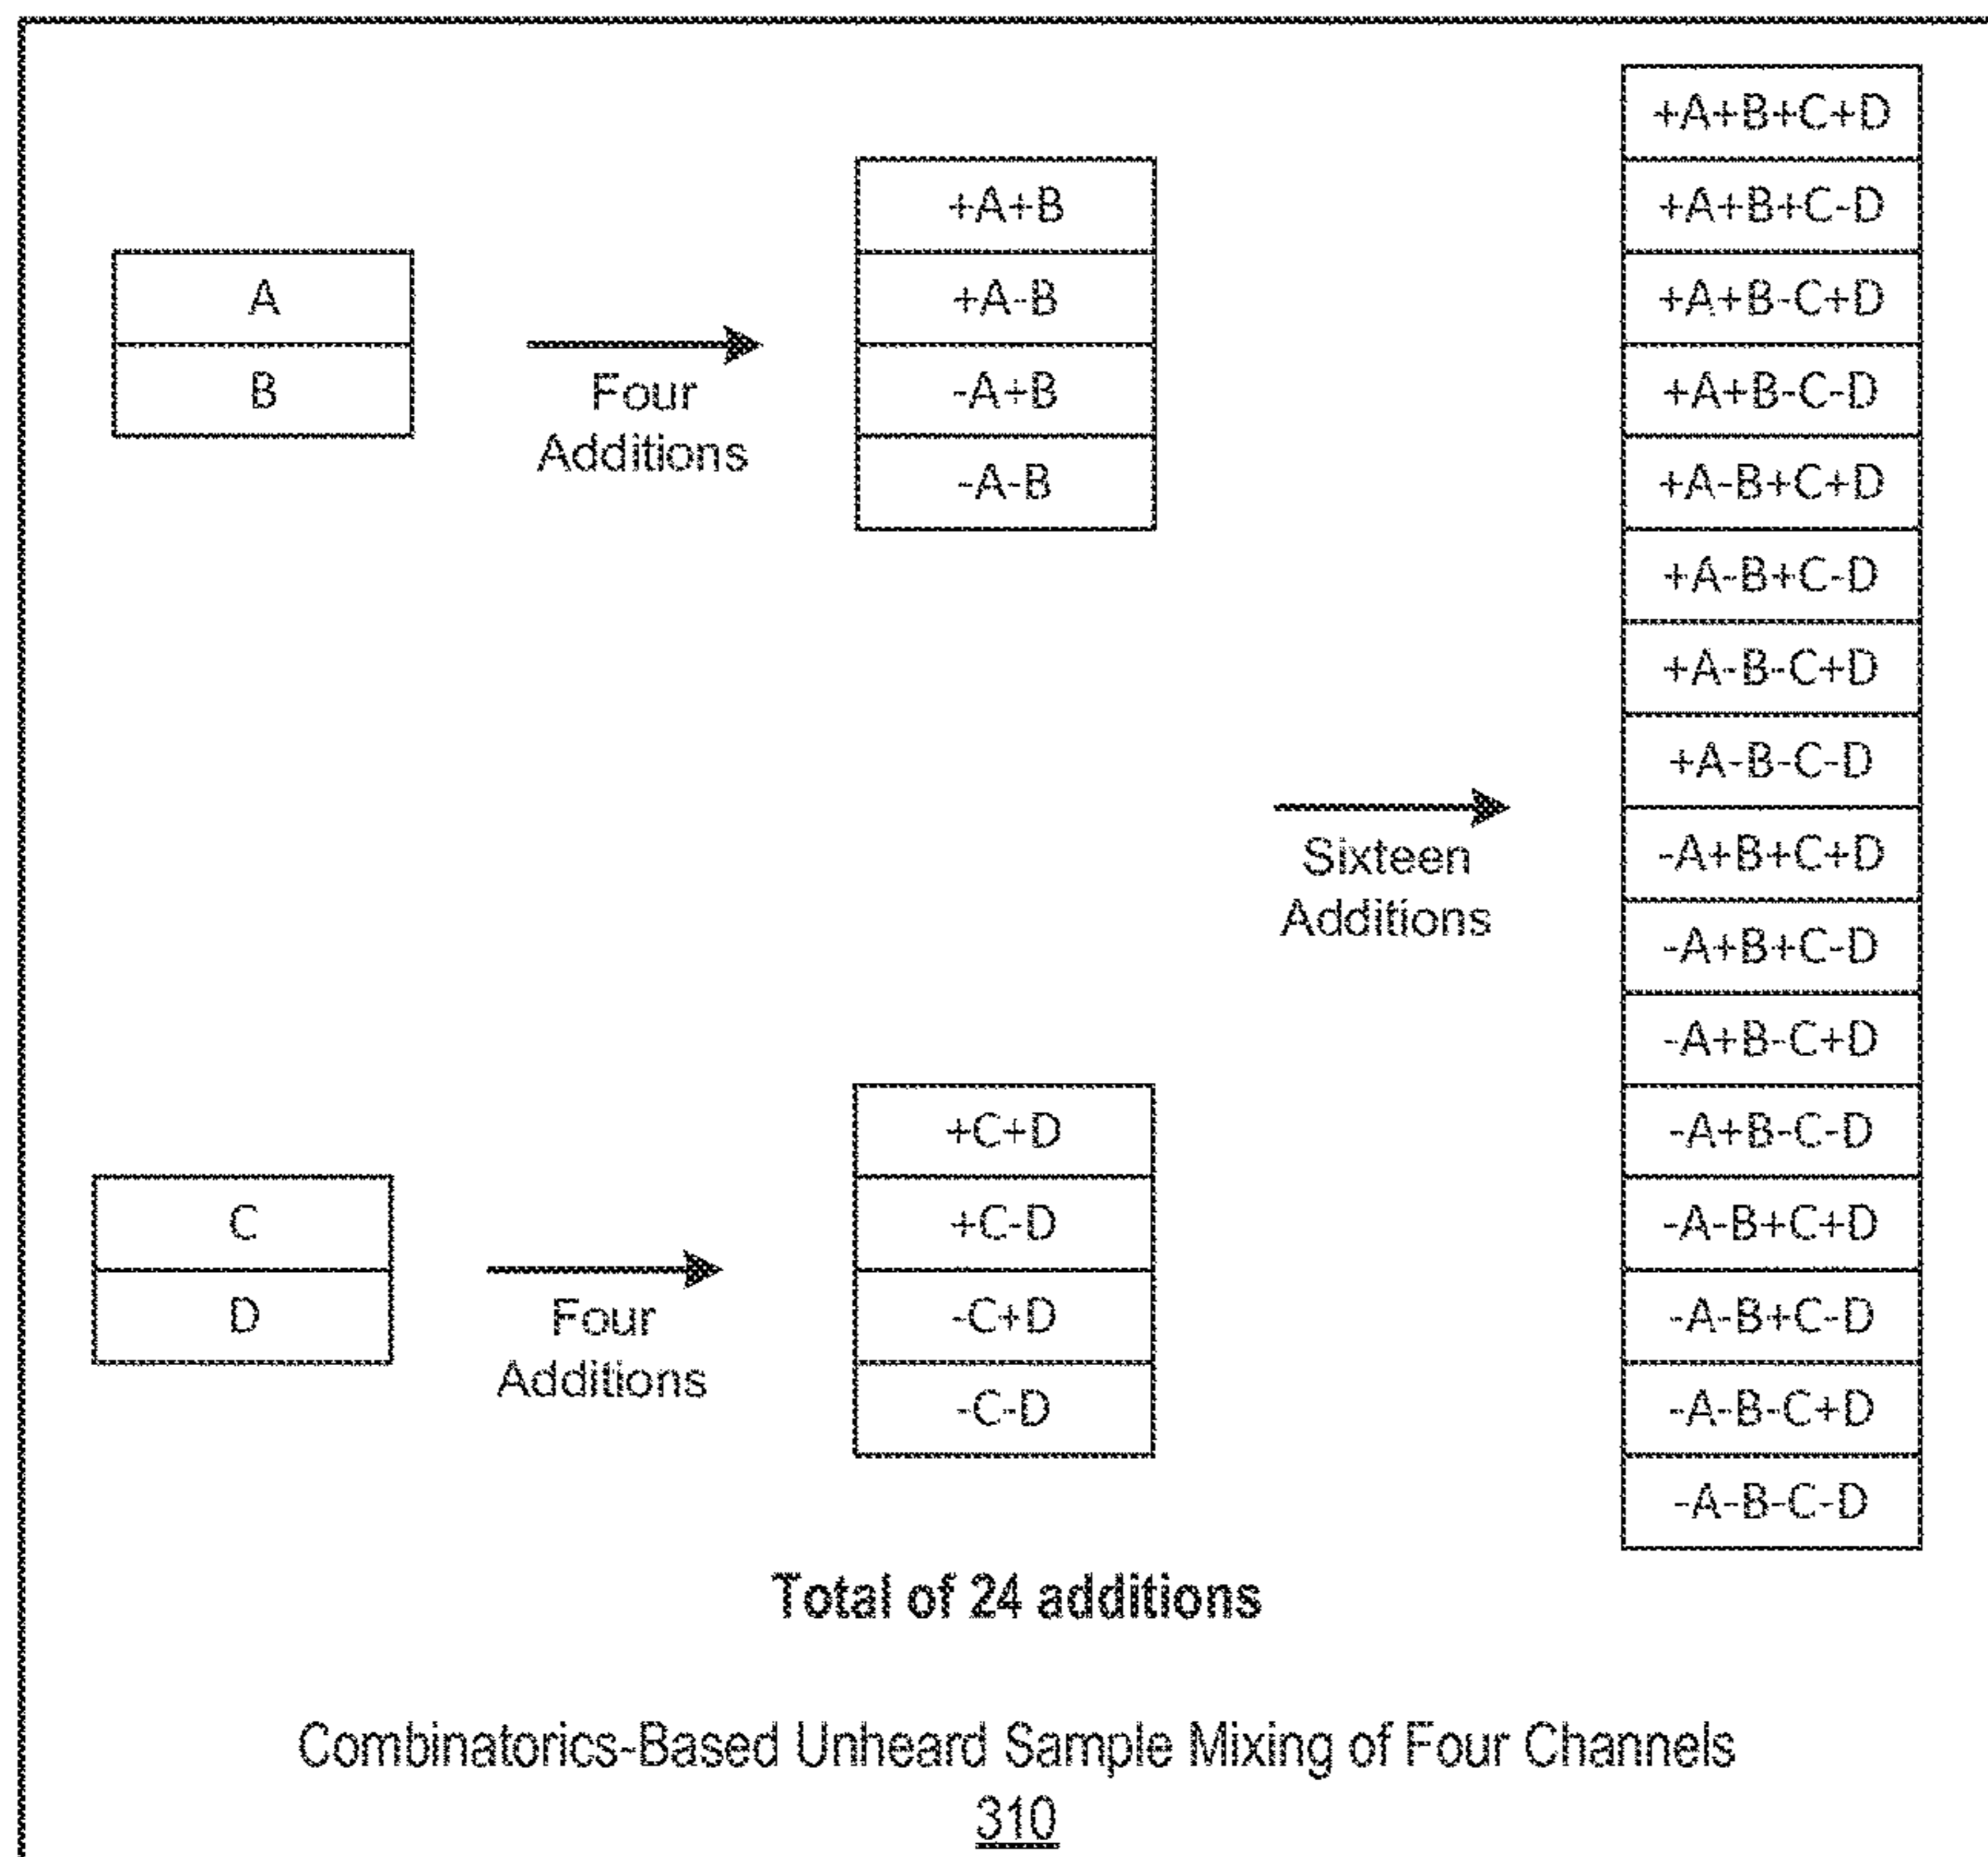 A
B
Four
Additions
+A+B
+A-B
-A+B
-A-B
C
D
Four
Additions
+C+D
+C-D
-C+D
-C-D
Sixteen
Additions
+A+B+C+D
+A+B+C-D
+A+B-C+D
+A+B-C-D
+A-B+C+D
+A-B+C-D
+A-B-C+D
+A-B-C-D
-A+B+C+D
-A+B+C-D
-A+B-C+D
-A+B-C-D
-A-B+C+D
-A-B+C-D
-A-B-C+D
-A-B-C-D
Total of 24 additions
Combinatorics-Based Unheard Sample Mixing of Four Channels
310